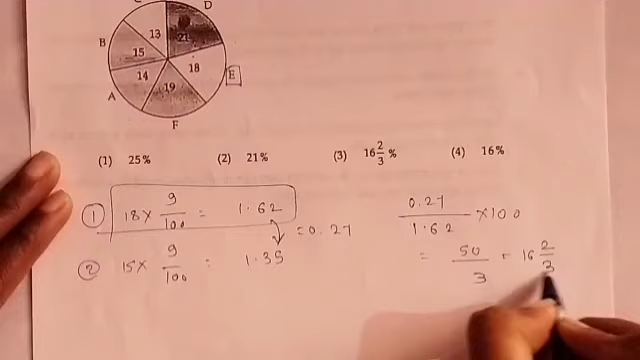 C D
B 13 21
15 18 E
14 19
A
F
(1) 25% (2) 21% (3) 16 2/3 % (4) 16%
① 18 × 9/100 = 1.62
= 0.27
② 15 × 9/100 = 1.35
0.27/1.62 × 100
= 50/3 = 16 2/3